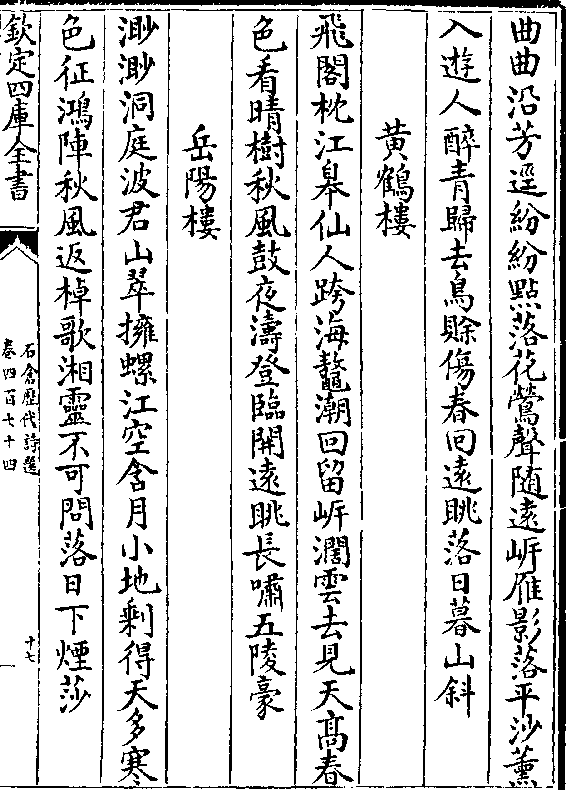 曲曲沿芳逕紛紛點落花鶯聲隨遠岸雁影落平沙薰
入遊人醉青歸去鳥賖傷春回遠眺落日暮山斜
黃鶴樓
飛閣枕江皋仙人跨海鼇潮回留岸濶雲去見天髙春
色看晴樹秋風鼓夜濤登臨開遠眺長嘯五陵豪
岳陽樓
渺渺洞庭波君山翠擁螺江空含月小地剩得天多寒
色征鴻陣秋風返棹歌湘靈不可問落日下煙莎
欽定四庫全書
石倉歷代詩選
卷四百七十四
十七